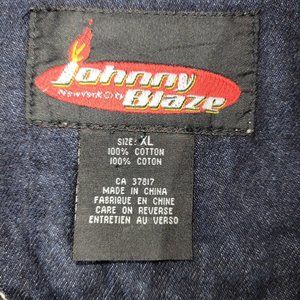 Johnny
New York City
Blaze
SIZE: XL
100% COTTON
100% COTON
CA 37817
MADE IN CHINA
FABRIQUE EN CHINE
CARE ON REVERSE
ENTRETIEN AU VERSO